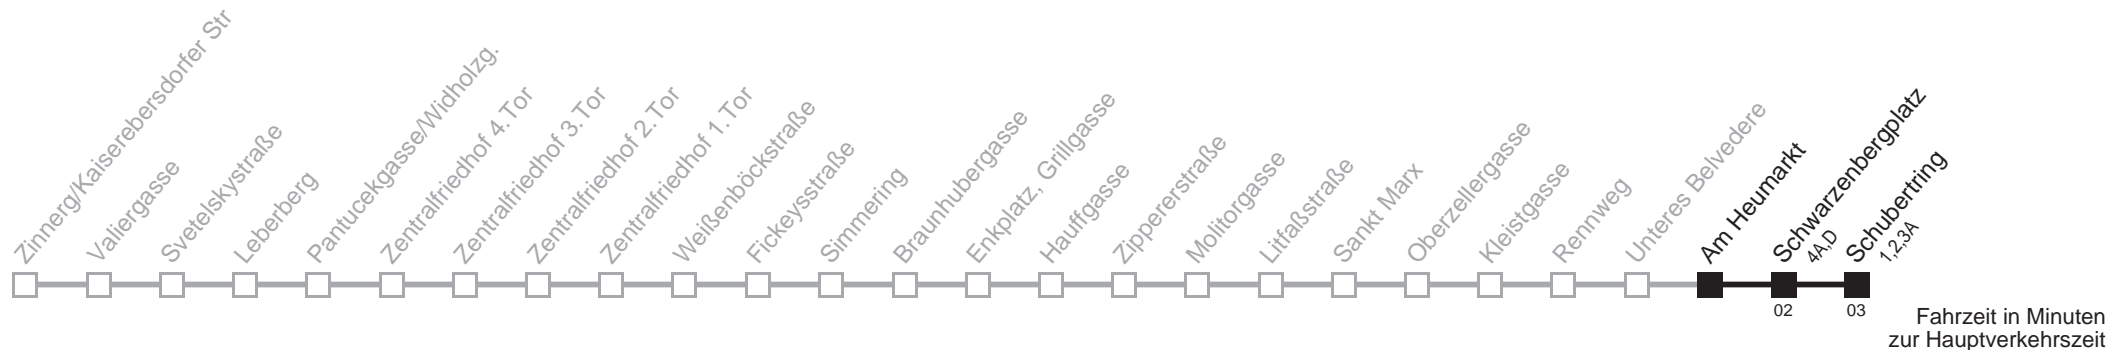 Zinnerg/Kaiserebersdorfer Str
Valiergasse
Svetelskystraße
Leberberg
Pantucekgasse/Widholzg.
Zentralfriedhof 4.Tor
Zentralfriedhof 3.Tor
Zentralfriedhof 2.Tor
Zentralfriedhof 1.Tor
Weißenböckstraße
Fickeysstraße
Simmering
Braunhubergasse
Enkplatz, Grillgasse
Hauffgasse
Zippererstraße
Molitorgasse
Litfaßstraße
Sankt Marx
Oberzellergasse
Kleistgasse
Rennweg
Unteres Belvedere
Am Heumarkt
Schwarzenbergplatz
4A,D
Schubertring
1,2,3A
02
03
Fahrzeit in Minuten
zur Hauptverkehrszeit